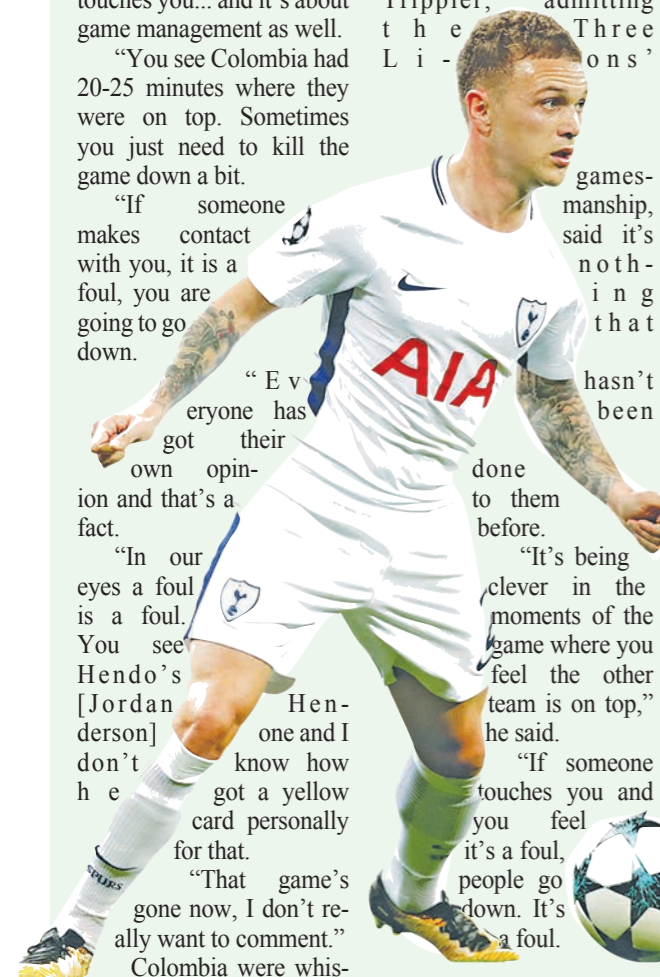 touches you... and it's about
game management as well.
"You see Colombia had
20-25 minutes where they
were on top. Sometimes
you just need to kill the
game down a bit.
"If someone
makes contact
with you, it is a
foul, you are
going to go
down.
"Ev
eryone has
got their
own opin-
ion and that's a
fact.
"In our
eyes a foul
is a foul.
You see
Hendo's
[Jordan Hen-
derson] one and I
don't know how
he got a yellow
card personally
for that.
"That game's
gone now, I don't re-
ally want to comment."
Colombia were whis-
Trippier, admitting
the Three
Li-ons'
games-
manship,
said it's
noth-
ing
that
hasn't
been
done
to them
before.
"It's being
clever in the
moments of the
game where you
feel the other
team is on top,"
he said.
"If someone
touches you and
you feel
it's a foul,
people go
down. It's
a foul.
AIA
SPURS